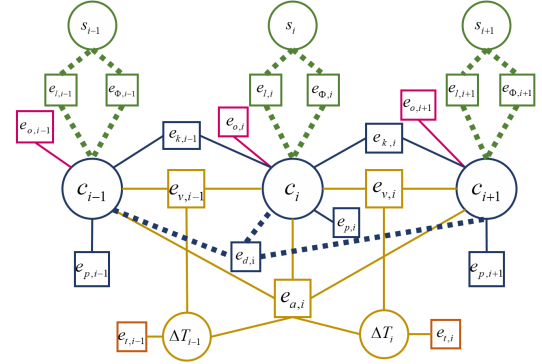 s_{i-1} s_i s_{i+1}
e_{l,i-1} e_{Φ,i-1} e_{l,i} e_{Φ,i} e_{l,i+1} e_{Φ,i+1}
e_{o,i-1} e_{o,i} e_{o,i+1}
e_{k,i-1} e_{k,i}
c_{i-1} e_{v,i-1} c_i e_{v,i} c_{i+1}
e_{p,i}
e_{p,i-1} e_{d,i} e_{p,i+1}
e_{a,i}
e_{t,i-1} ΔT_{i-1} ΔT_i e_{t,i}